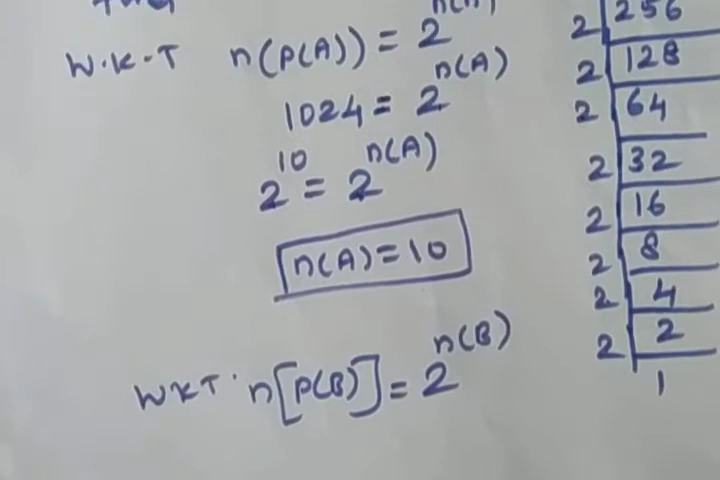 W.K.T n(P(A)) = 2^n(A)
1024 = 2^n(A)
2^10 = 2^n(A)
n(A) = 10
WKT. n[P(B)] = 2^n(B)
2 | 256
2 | 128
2 | 64
2 | 32
2 | 16
2 | 8
2 | 4
2 | 2
1